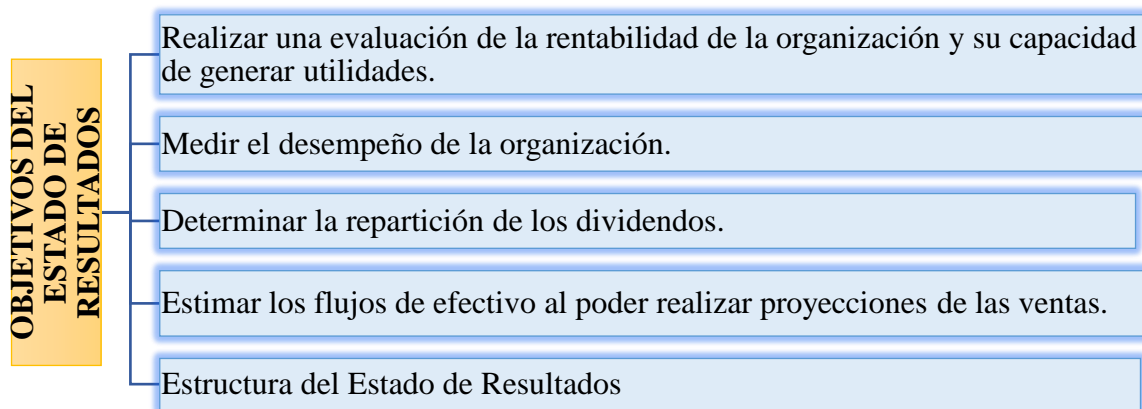 OBJETIVOS DEL
ESTADO DE
RESULTADOS
Realizar una evaluación de la rentabilidad de la organización y su capacidad
de generar utilidades.
Medir el desempeño de la organización.
Determinar la repartición de los dividendos.
Estimar los flujos de efectivo al poder realizar proyecciones de las ventas.
Estructura del Estado de Resultados